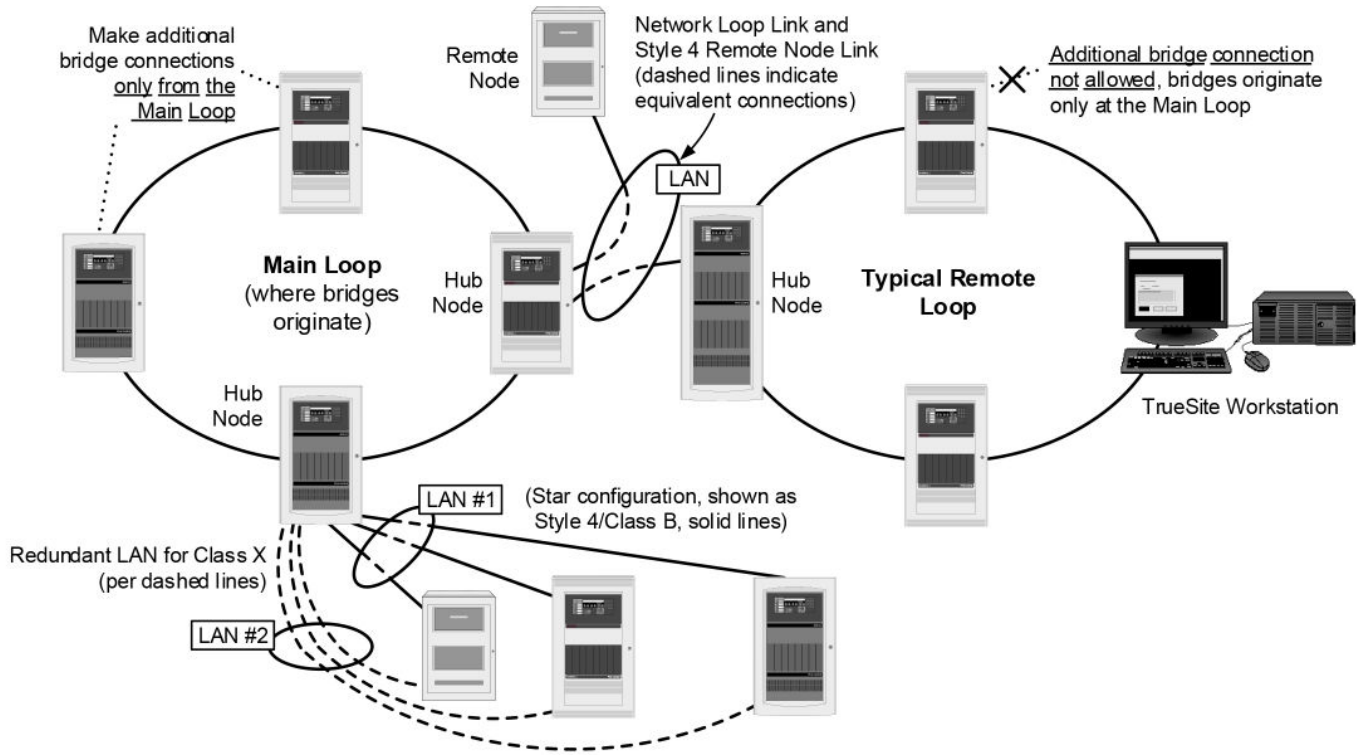 Make additional
bridge connections
only from the
Main Loop
Remote
Node
Network Loop Link and
Style 4 Remote Node Link
(dashed lines indicate
equivalent connections)
Additional bridge connection
not allowed, bridges originate
only at the Main Loop
LAN
Main Loop
(where bridges
originate)
Hub
Node
Hub
Node
Typical Remote
Loop
TrueSite Workstation
Hub
Node
LAN #1
(Star configuration, shown as
Style 4/Class B, solid lines)
Redundant LAN for Class X
(per dashed lines)
LAN #2